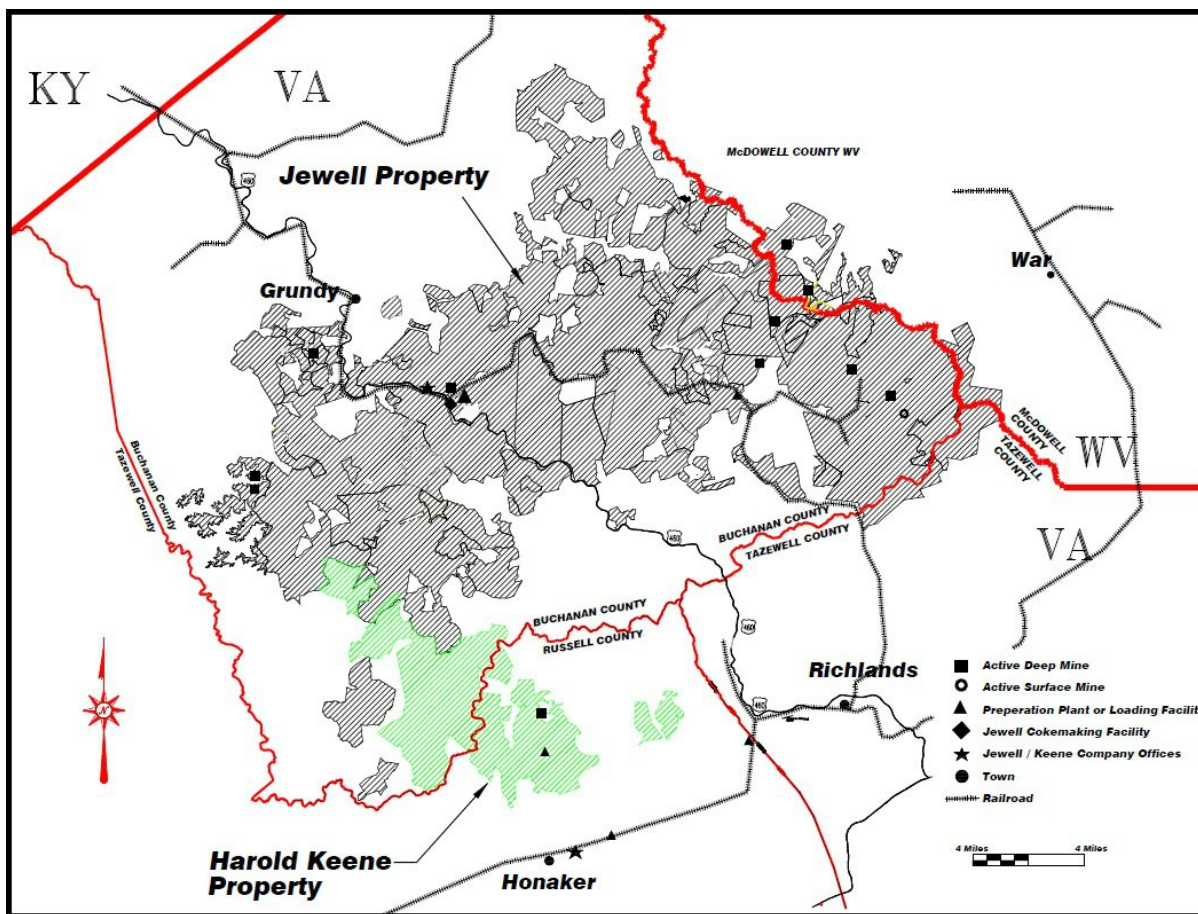 KY
VA
McDOWELL COUNTY WV
460
Jewell Property
War
Grundy
McDOWELL
COUNTY
TAZEWELL
COUNTY
WV
Buchanan County
Tazewell County
BUCHANAN COUNTY
TAZEWELL COUNTY
460
VA
BUCHANAN COUNTY
RUSSELL COUNTY
460
Richlands
460
N
Active Deep Mine
Active Surface Mine
Preperation Plant or Loading Facilit
Jewell Cokemaking Facility
Jewell / Keene Company Offices
Town
Railroad
4 Miles
4 Miles
Harold Keene
Property
Honaker